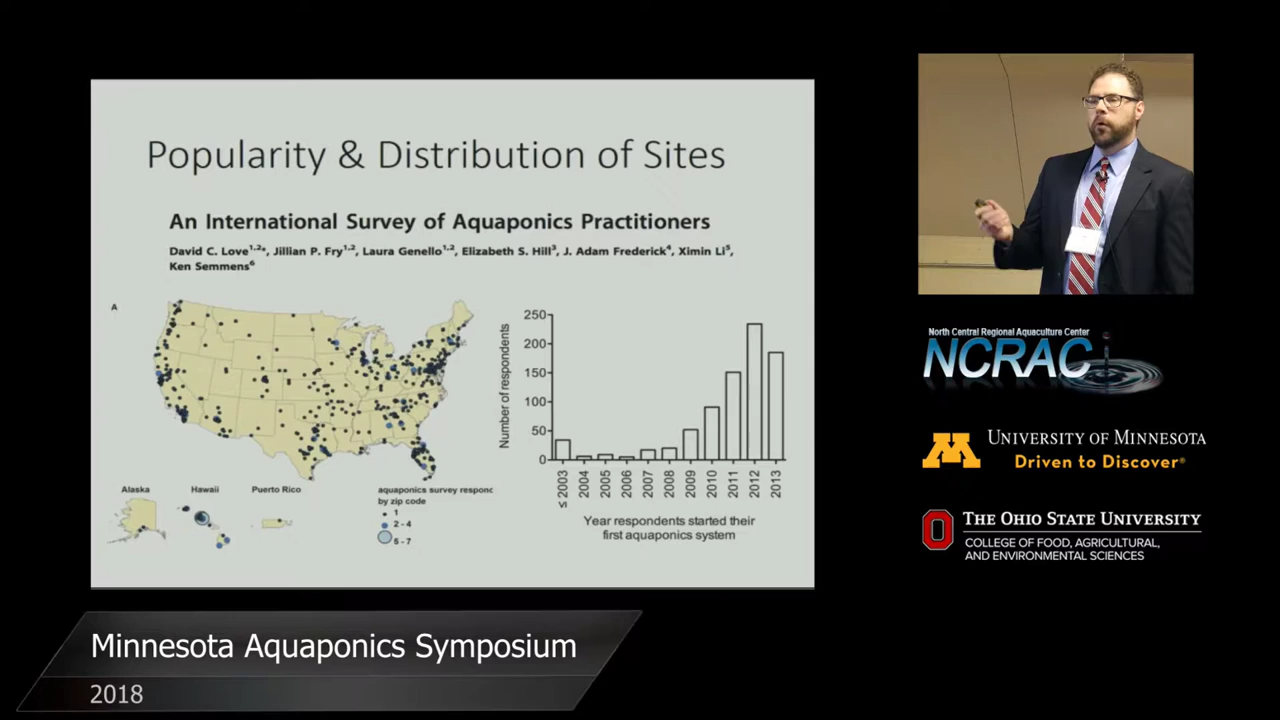 Popularity & Distribution of Sites
An International Survey of Aquaponics Practitioners
David C. Love1,2*, Jillian P. Fry1,2, Laura Genello1,2, Elizabeth S. Hill3, J. Adam Frederick4, Ximin Li5,
Ken Semmens6
A
Alaska
Hawaii
Puerto Rico
aquaponics survey respond
by zip code
1
2 - 4
5 - 7
Number of respondents
250
200
150
100
50
0
≤ 2003
2004
2005
2006
2007
2008
2009
2010
2011
2012
2013
Year respondents started their
first aquaponics system
North Central Regional Aquaculture Center
NCRAC
M
UNIVERSITY OF MINNESOTA
Driven to Discover®
O
THE OHIO STATE UNIVERSITY
COLLEGE OF FOOD, AGRICULTURAL,
AND ENVIRONMENTAL SCIENCES
Minnesota Aquaponics Symposium
2018